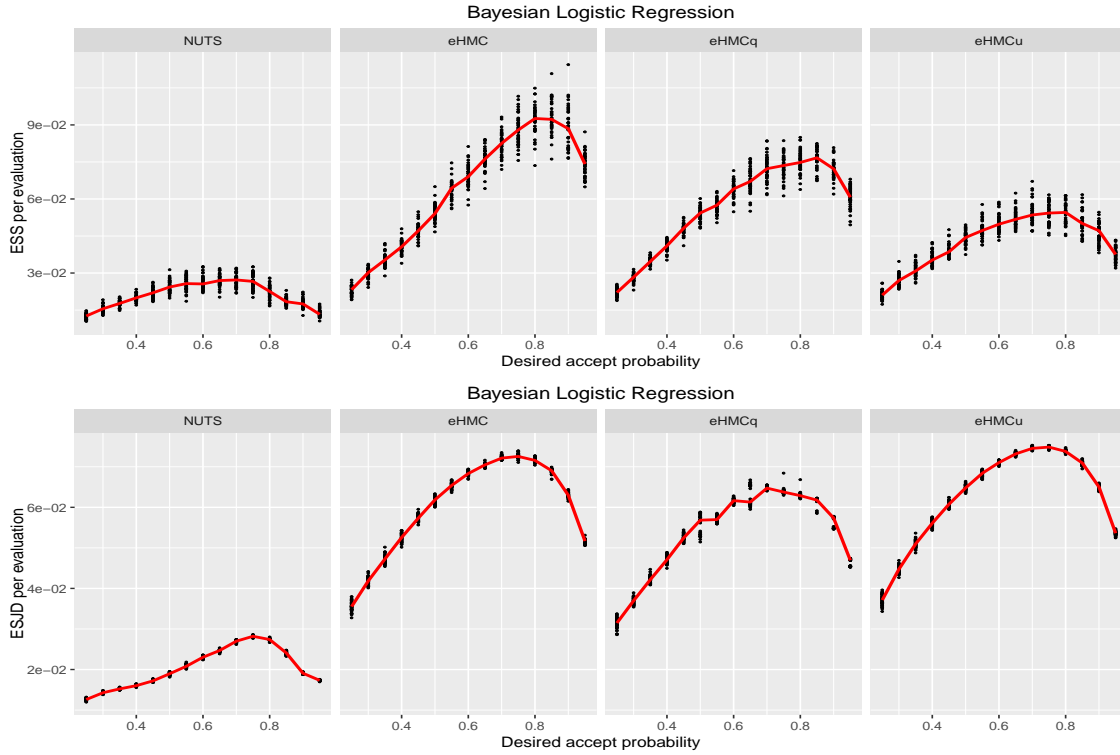 Bayesian Logistic Regression
NUTS eHMC eHMCq eHMCu
ESS per evaluation
9e−02
6e−02
3e−02
0.4 0.6 0.8 0.4 0.6 0.8 0.4 0.6 0.8 0.4 0.6 0.8
Desired accept probability
Bayesian Logistic Regression
NUTS eHMC eHMCq eHMCu
ESJD per evaluation
6e−02
4e−02
2e−02
0.4 0.6 0.8 0.4 0.6 0.8 0.4 0.6 0.8 0.4 0.6 0.8
Desired accept probability